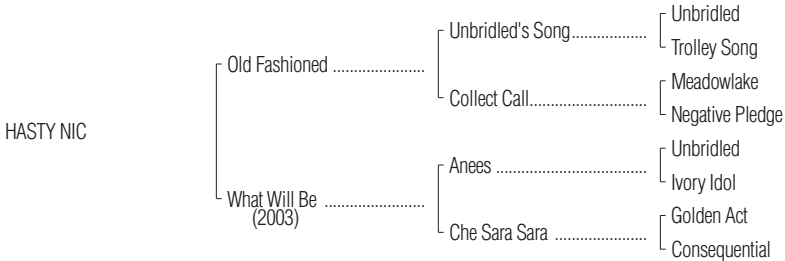 Unbridled
Unbridled's Song......................
Trolley Song
Old Fashioned .......................
Meadowlake
Collect Call.................................
Negative Pledge
HASTY NIC
Unbridled
Anees ..........................................
Ivory Idol
What Will Be .........................
(2003)
Golden Act
Che Sara Sara ..........................
Consequential